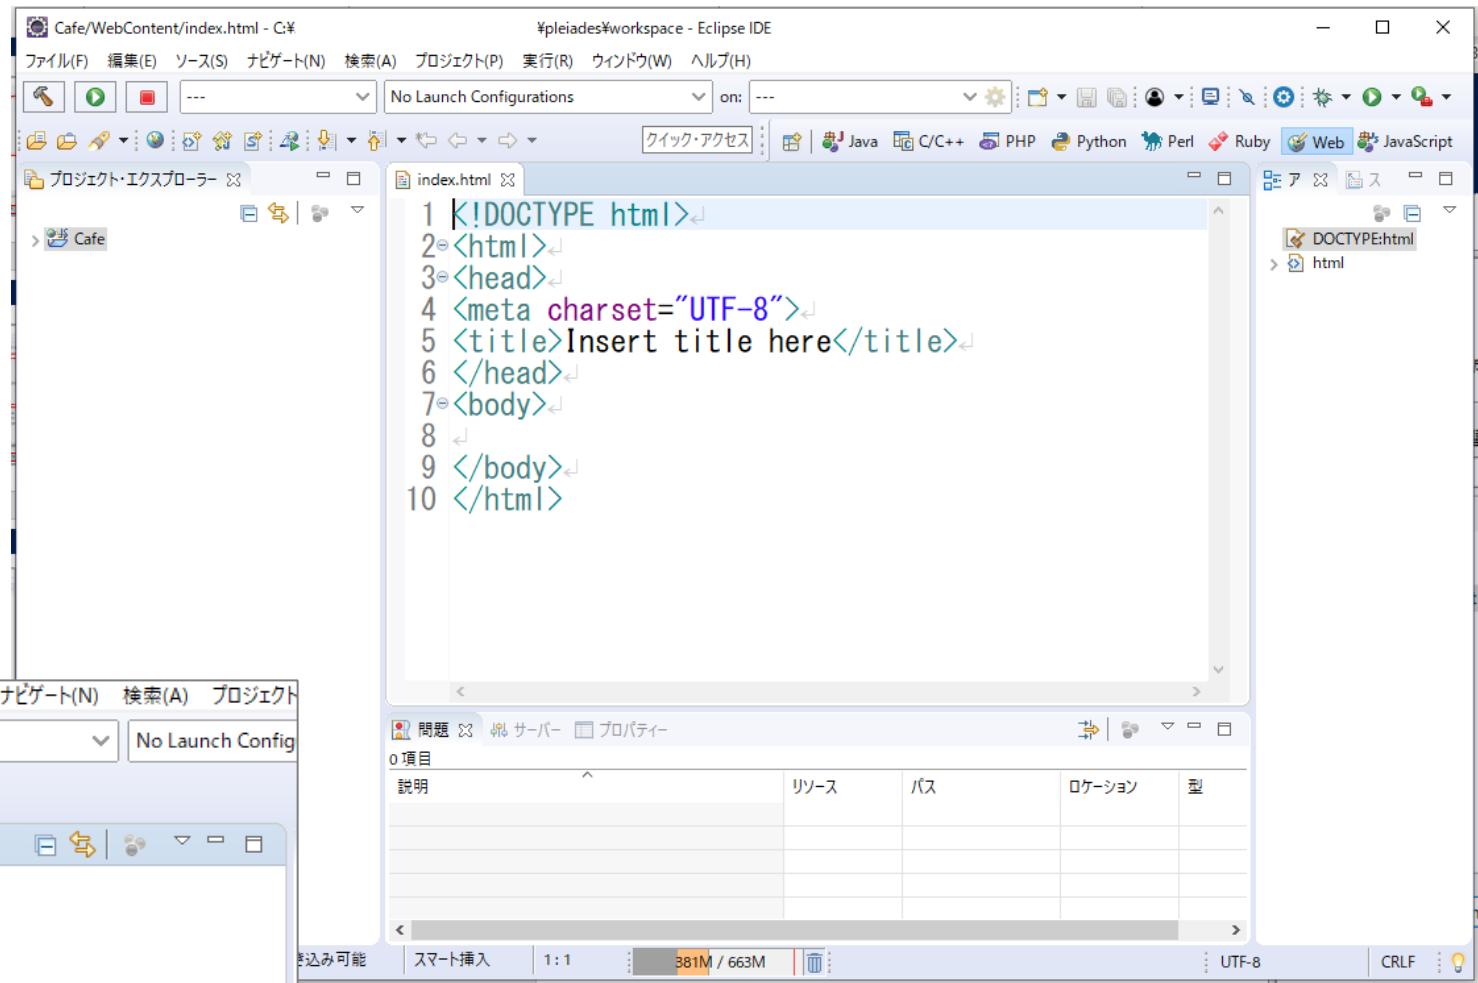 Cafe/WebContent/index.html - C:¥ ¥pleiades¥workspace - Eclipse IDE
ファイル(F) 編集(E) ソース(S) ナビゲート(N) 検索(A) プロジェクト(P) 実行(R) ウィンドウ(W) ヘルプ(H)
--- No Launch Configurations on: ---
クイック・アクセス Java C/C++ PHP Python Perl Ruby Web JavaScript
プロジェクト・エクスプローラー
Cafe
index.html
1 <!DOCTYPE html>
2 <html>
3 <head>
4 <meta charset="UTF-8">
5 <title>Insert title here</title>
6 </head>
7 <body>
8
9 </body>
10 </html>
ア ス
DOCTYPE:html
html
ナビゲート(N) 検索(A) プロジェクト
No Launch Config
問題 サーバー プロパティー
0 項目
説明 リソース パス ロケーション 型
き込み可能 スマート挿入 1 : 1 381M / 663M UTF-8 CRLF